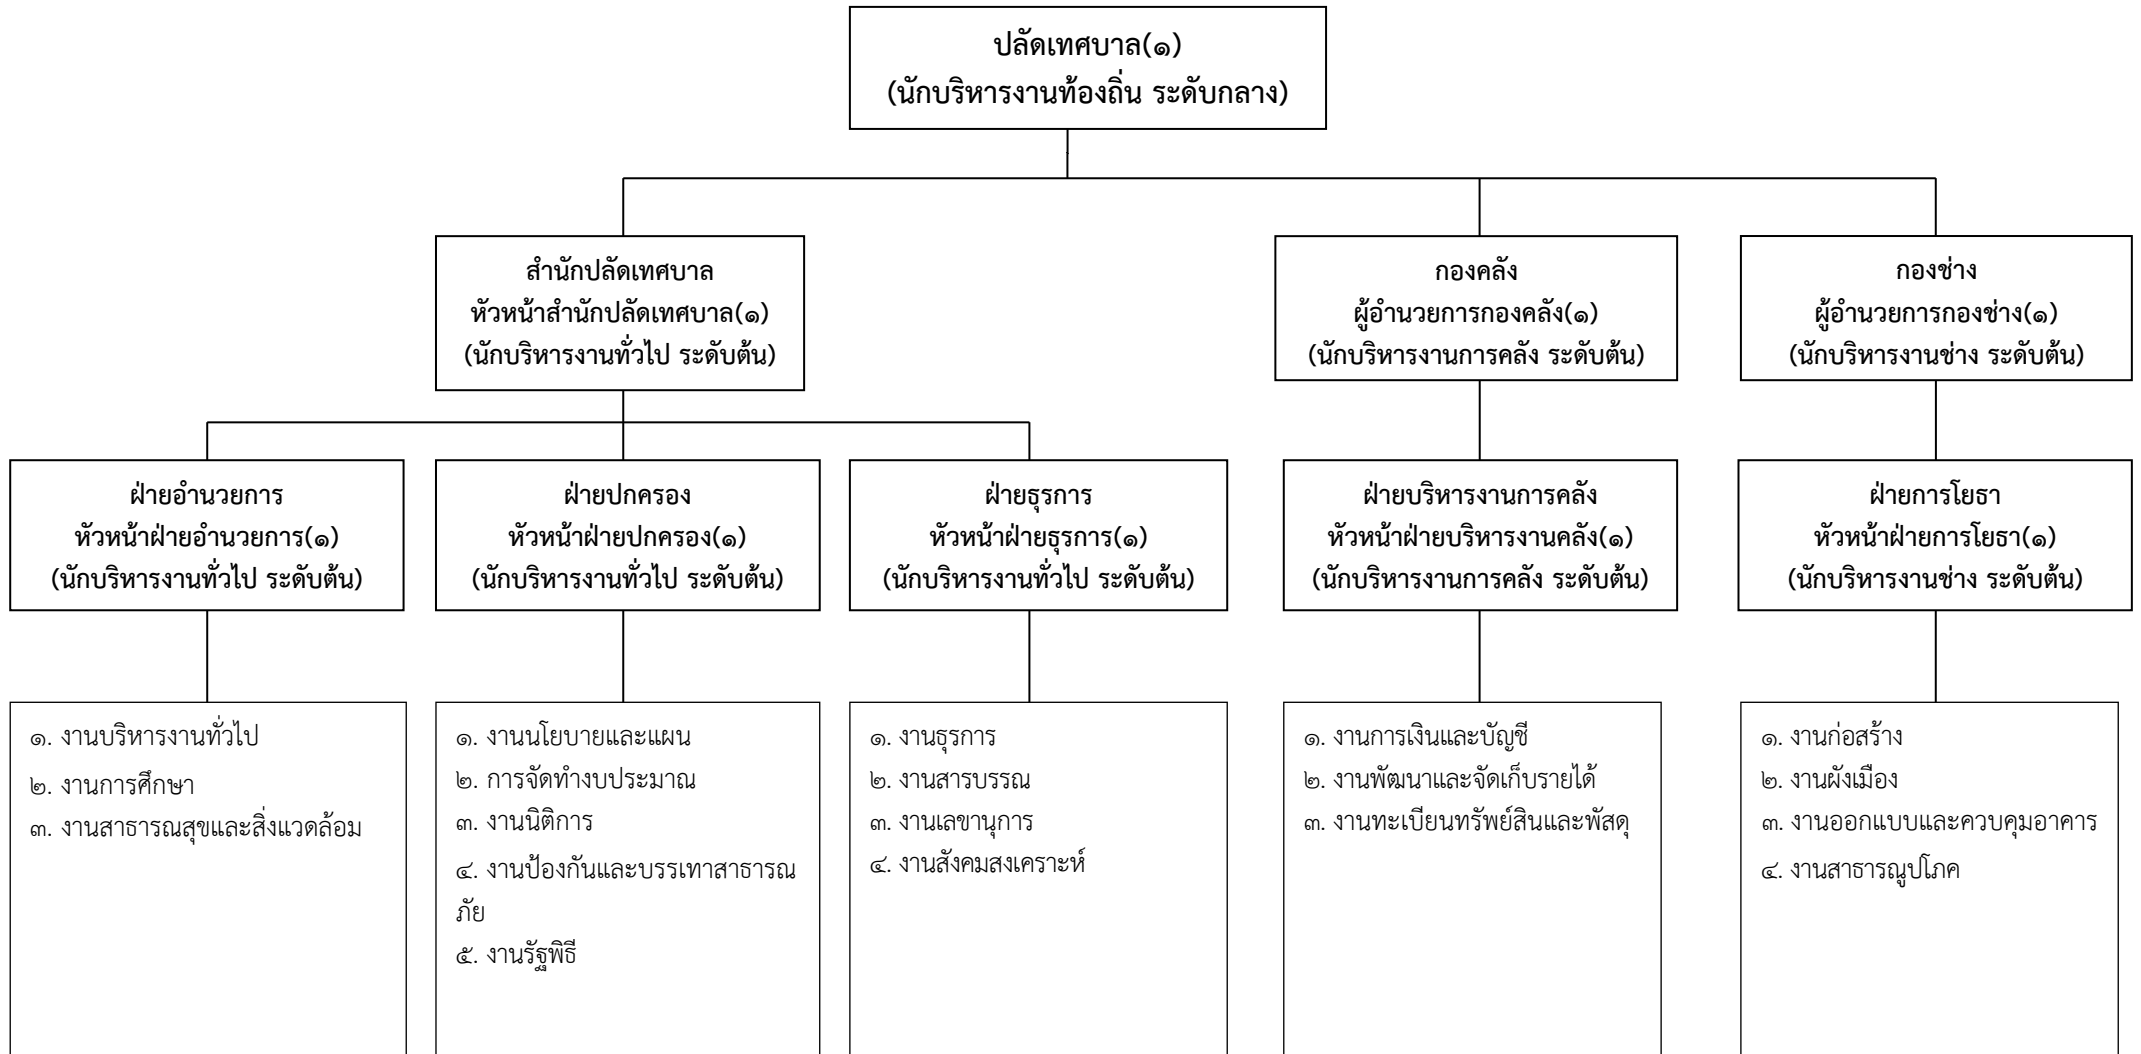 ปลัดเทศบาล(๑)
(นักบริหารงานท้องถิ่น ระดับกลาง)
สำนักปลัดเทศบาล
หัวหน้าสำนักปลัดเทศบาล(๑)
(นักบริหารงานทั่วไป ระดับต้น)
กองคลัง
ผู้อำนวยการกองคลัง(๑)
(นักบริหารงานการคลัง ระดับต้น)
กองช่าง
ผู้อำนวยการกองช่าง(๑)
(นักบริหารงานช่าง ระดับต้น)
ฝ่ายอำนวยการ
หัวหน้าฝ่ายอำนวยการ(๑)
(นักบริหารงานทั่วไป ระดับต้น)
ฝ่ายปกครอง
หัวหน้าฝ่ายปกครอง(๑)
(นักบริหารงานทั่วไป ระดับต้น)
ฝ่ายธุรการ
หัวหน้าฝ่ายธุรการ(๑)
(นักบริหารงานทั่วไป ระดับต้น)
ฝ่ายบริหารงานการคลัง
หัวหน้าฝ่ายบริหารงานคลัง(๑)
(นักบริหารงานการคลัง ระดับต้น)
ฝ่ายการโยธา
หัวหน้าฝ่ายการโยธา(๑)
(นักบริหารงานช่าง ระดับต้น)
๑. งานบริหารงานทั่วไป
๒. งานการศึกษา
๓. งานสาธารณสุขและสิ่งแวดล้อม
๑. งานนโยบายและแผน
๒. การจัดทำงบประมาณ
๓. งานนิติการ
๔. งานป้องกันและบรรเทาสาธารณ
ภัย
๕. งานรัฐพิธี
๑. งานธุรการ
๒. งานสารบรรณ
๓. งานเลขานุการ
๔. งานสังคมสงเคราะห์
๑. งานการเงินและบัญชี
๒. งานพัฒนาและจัดเก็บรายได้
๓. งานทะเบียนทรัพย์สินและพัสดุ
๑. งานก่อสร้าง
๒. งานผังเมือง
๓. งานออกแบบและควบคุมอาคาร
๔. งานสาธารณูปโภค